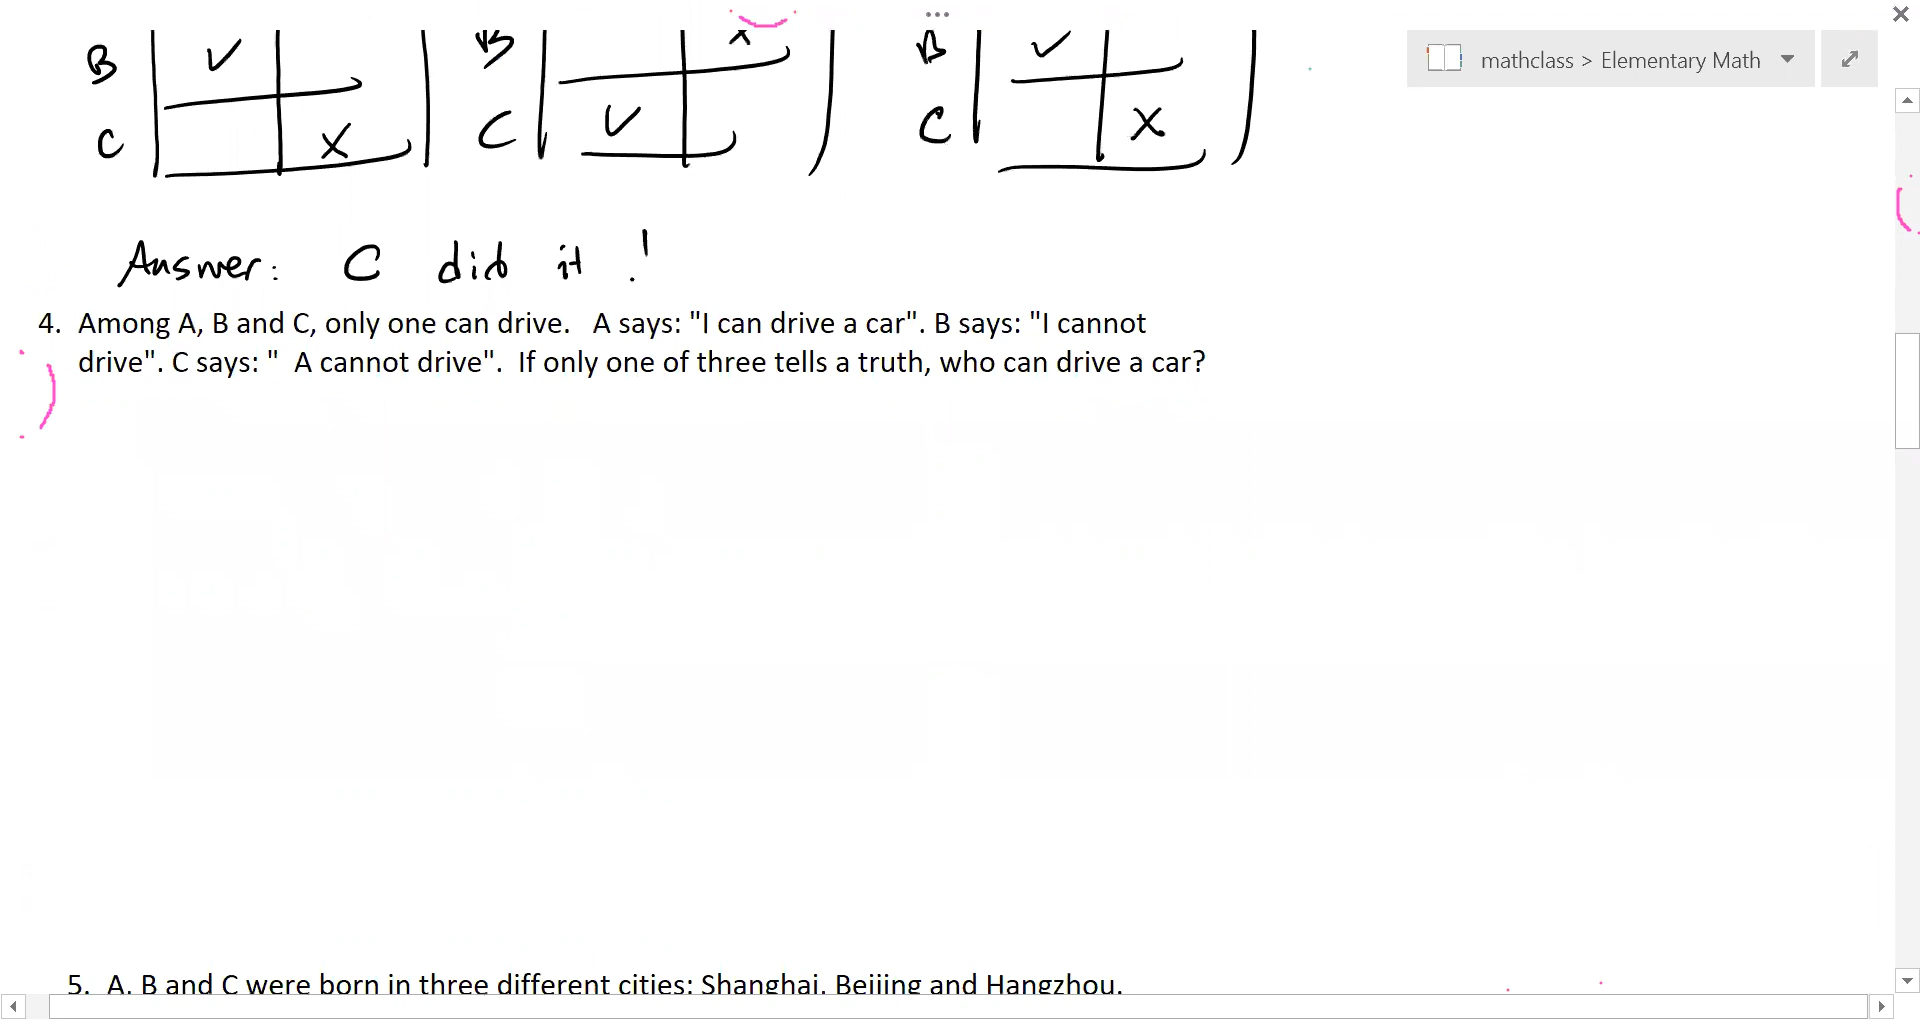 mathclass > Elementary Math
B ✓ B x B ✓
C X C ✓ C X
Answer: C did it !
4. Among A, B and C, only one can drive. A says: "I can drive a car". B says: "I cannot
drive". C says: " A cannot drive". If only one of three tells a truth, who can drive a car?
5. A, B and C were born in three different cities: Shanghai, Beijing and Hangzhou.